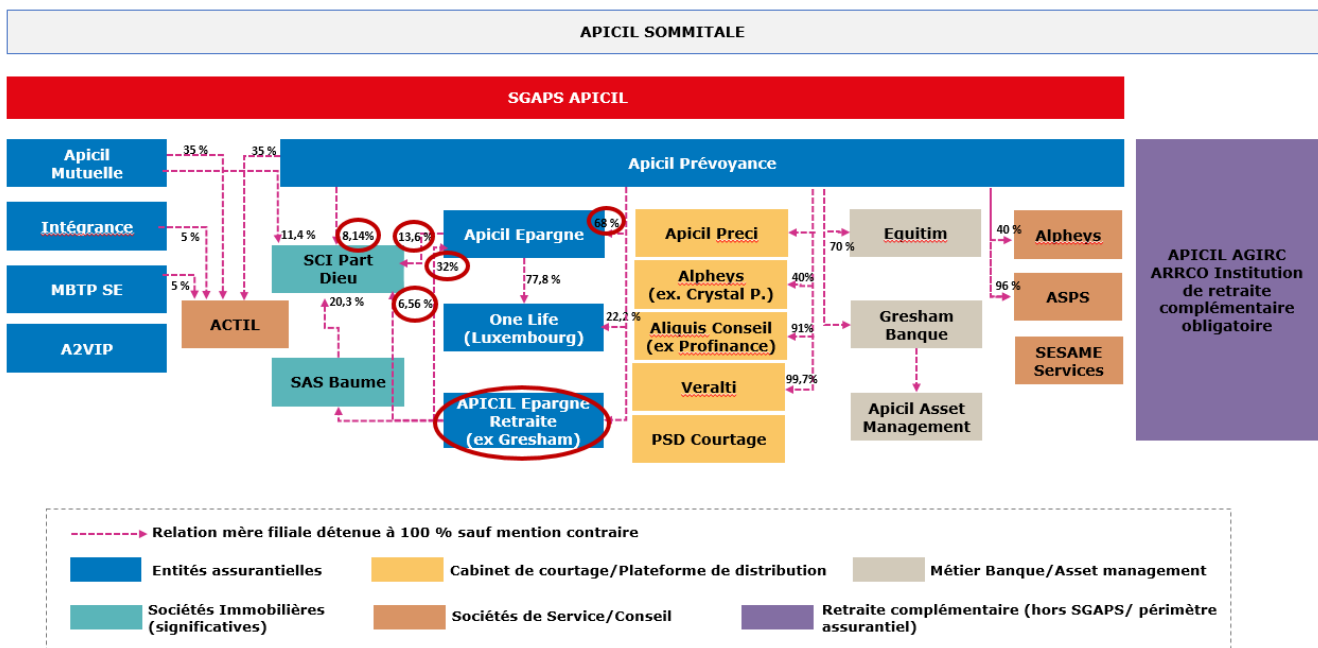 APICIL SOMMITALE
SGAPS APICIL
Apicil
Mutuelle
35 %
35 %
Apicil Prévoyance
Intégrance
5 %
MBTP SE
5 %
A2VIP
ACTIL
11,4 %
8,14%
13,6%
SCI Part
Dieu
32%
20,3 %
6,56 %
SAS Baume
Apicil Epargne
68 %
77,8 %
One Life
(Luxembourg)
22,2 %
APICIL Epargne
Retraite
(ex Gresham)
Apicil Preci
Alpheys
(ex. Crystal P.)
40%
Aliquis Conseil
(ex Profinance)
91%
Veralti
99,7%
PSD Courtage
70 %
Equitim
Gresham
Banque
Apicil Asset
Management
40 %
Alpheys
96 %
ASPS
SESAME
Services
APICIL AGIRC
ARRCO Institution
de retraite
complémentaire
obligatoire
Relation mère filiale détenue à 100 % sauf mention contraire
Entités assurantielles
Cabinet de courtage/Plateforme de distribution
Métier Banque/Asset management
Sociétés Immobilières
(significatives)
Sociétés de Service/Conseil
Retraite complémentaire (hors SGAPS/ périmètre
assurantiel)